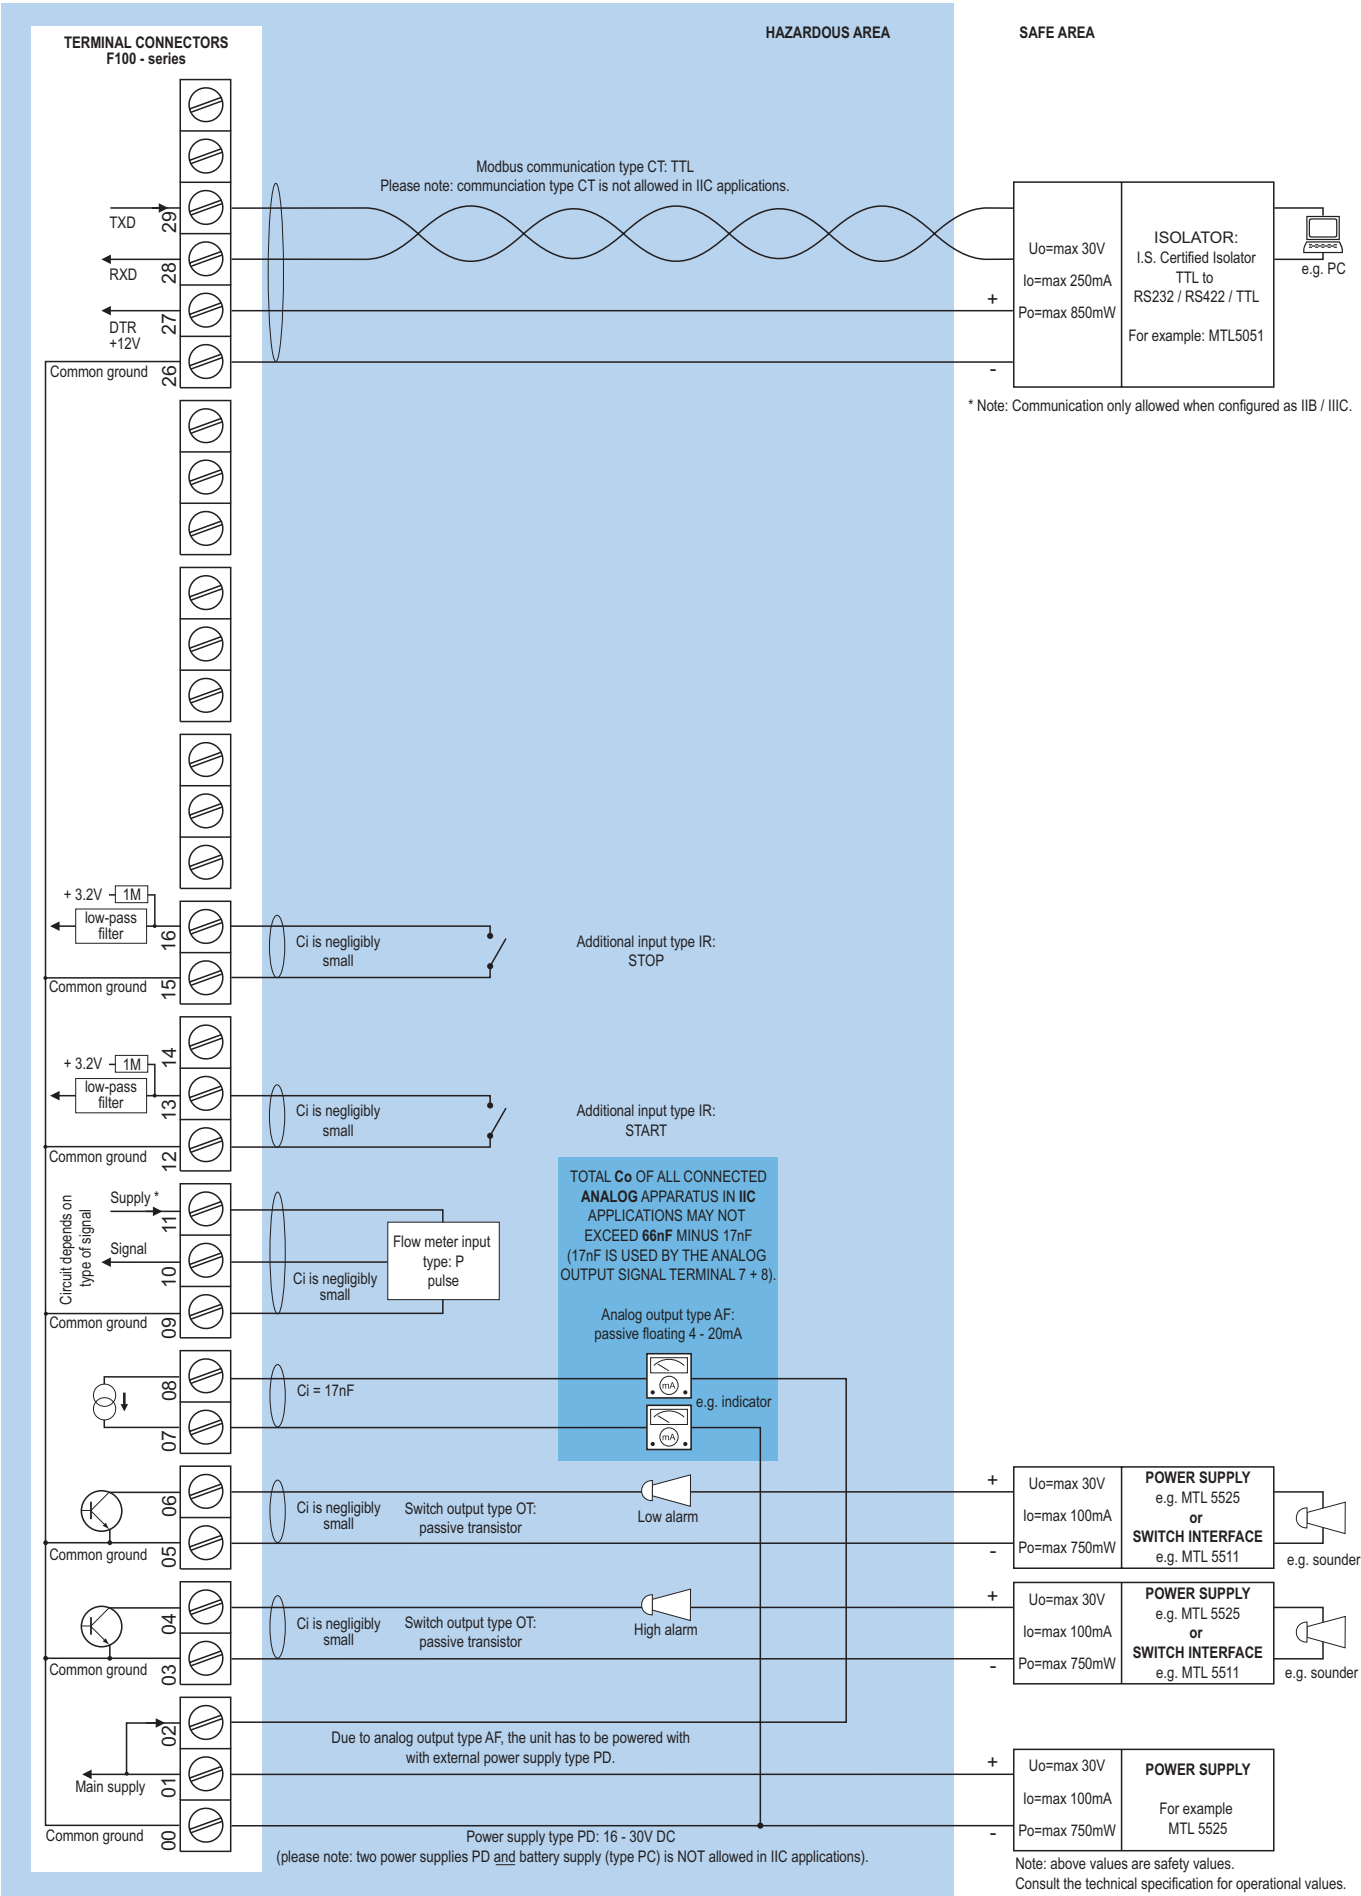 HAZARDOUS AREA
SAFE AREA
TERMINAL CONNECTORS
F100 - series
Modbus communication type CT: TTL
Please note: communciation type CT is not allowed in IIC applications.
TXD
29
RXD
28
DTR
+12V
27
Common ground
26
+
-
Uo=max 30V
Io=max 250mA
Po=max 850mW
ISOLATOR:
I.S. Certified Isolator
TTL to
RS232 / RS422 / TTL
For example: MTL5051
e.g. PC
* Note: Communication only allowed when configured as IIB / IIIC.
+ 3.2V
1M
low-pass
filter
16
Common ground
15
Ci is negligibly
small
Additional input type IR:
STOP
14
+ 3.2V
1M
low-pass
filter
13
Common ground
12
Ci is negligibly
small
Additional input type IR:
START
Circuit depends on
type of signal
Supply *
11
Signal
10
Common ground
09
Ci is negligibly
small
Flow meter input
type: P
pulse
TOTAL Co OF ALL CONNECTED
ANALOG APPARATUS IN IIC
APPLICATIONS MAY NOT
EXCEED 66nF MINUS 17nF
(17nF IS USED BY THE ANALOG
OUTPUT SIGNAL TERMINAL 7 + 8).
Analog output type AF:
passive floating 4 - 20mA
08
07
Ci = 17nF
mA
e.g. indicator
mA
06
Common ground
05
Ci is negligibly
small
Switch output type OT:
passive transistor
Low alarm
+
-
Uo=max 30V
Io=max 100mA
Po=max 750mW
POWER SUPPLY
e.g. MTL 5525
or
SWITCH INTERFACE
e.g. MTL 5511
e.g. sounder
04
Common ground
03
Ci is negligibly
small
Switch output type OT:
passive transistor
High alarm
+
-
Uo=max 30V
Io=max 100mA
Po=max 750mW
POWER SUPPLY
e.g. MTL 5525
or
SWITCH INTERFACE
e.g. MTL 5511
e.g. sounder
02
Due to analog output type AF, the unit has to be powered with
with external power supply type PD.
Main supply
01
Common ground
00
Power supply type PD: 16 - 30V DC
(please note: two power supplies PD and battery supply (type PC) is NOT allowed in IIC applications).
+
-
Uo=max 30V
Io=max 100mA
Po=max 750mW
POWER SUPPLY
For example
MTL 5525
Note: above values are safety values.
Consult the technical specification for operational values.